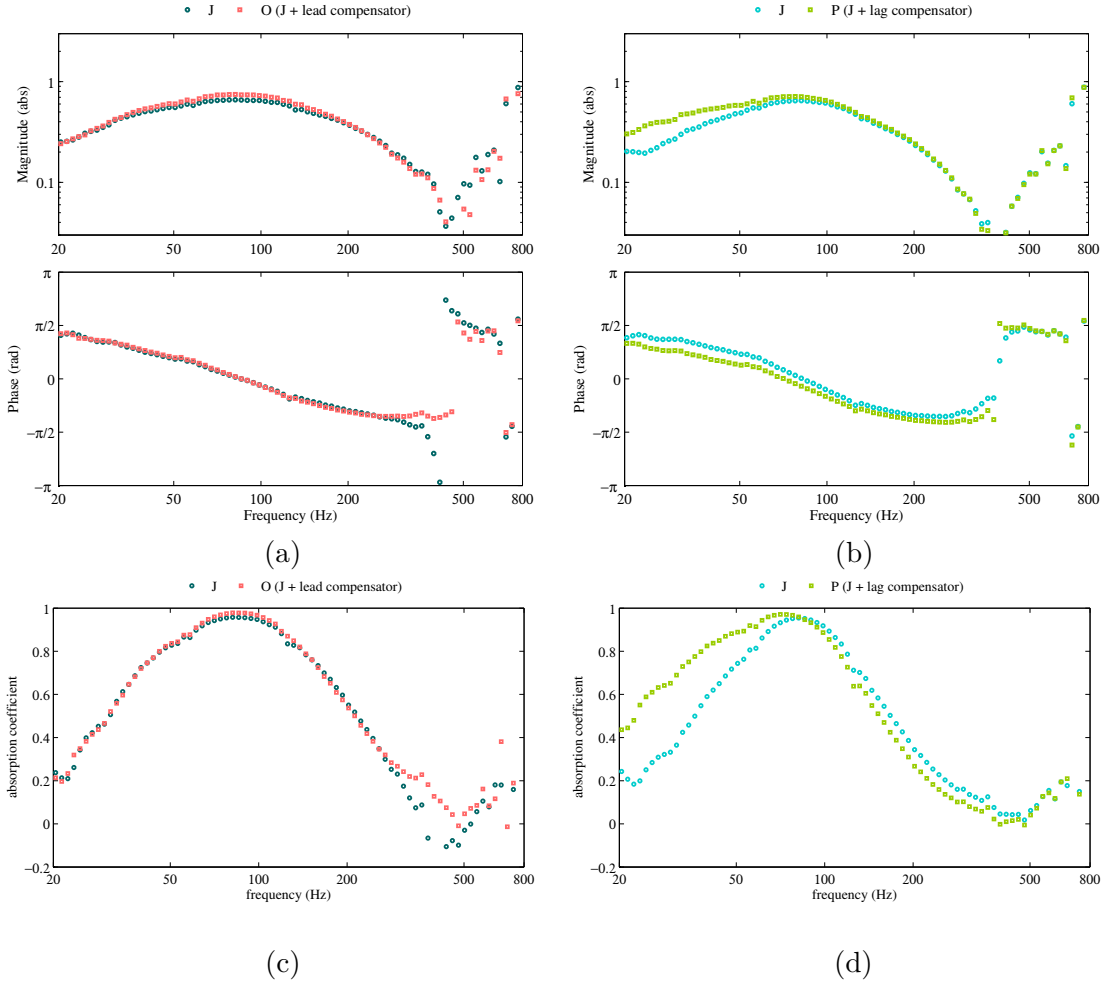 J O (J + lead compensator)
1
0.1
Magnitude (abs)
20 50 100 200 500 800
π
π/2
0
−π/2
−π
Phase (rad)
20 50 100 200 500 800
Frequency (Hz)
(a)
J P (J + lag compensator)
1
0.1
Magnitude (abs)
20 50 100 200 500 800
Frequency (Hz)
π
π/2
0
−π/2
−π
Phase (rad)
20 50 100 200 500 800
Frequency (Hz)
(b)
J O (J + lead compensator)
1
0.8
0.6
0.4
0.2
0
−0.2
absorption coefficient
20 50 100 200 500 800
frequency (Hz)
(c)
J P (J + lag compensator)
1
0.8
0.6
0.4
0.2
0
−0.2
absorption coefficient
20 50 100 200 500 800
frequency (Hz)
(d)